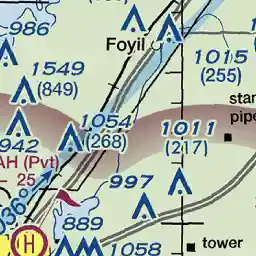 986
Foyil
1015
(255)
1549
(849)
star
pipe
1054
(268)
1011
(217)
942
AH (Pvt)
- 25
036°
997
889
H
1058
tower